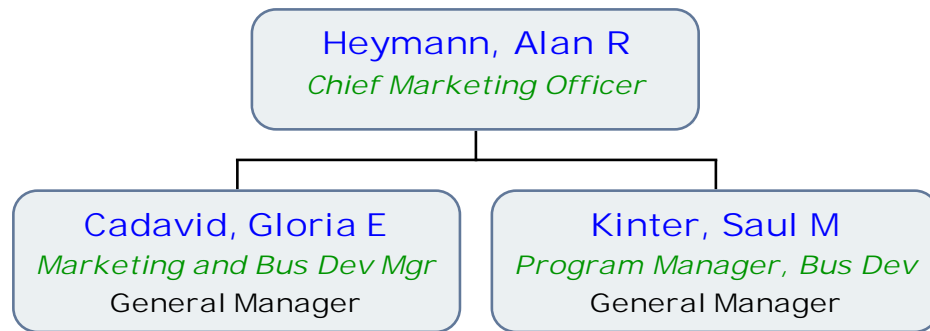 Heymann, Alan R
Chief Marketing Officer
Cadavid, Gloria E
Marketing and Bus Dev Mgr
General Manager
Kinter, Saul M
Program Manager, Bus Dev
General Manager